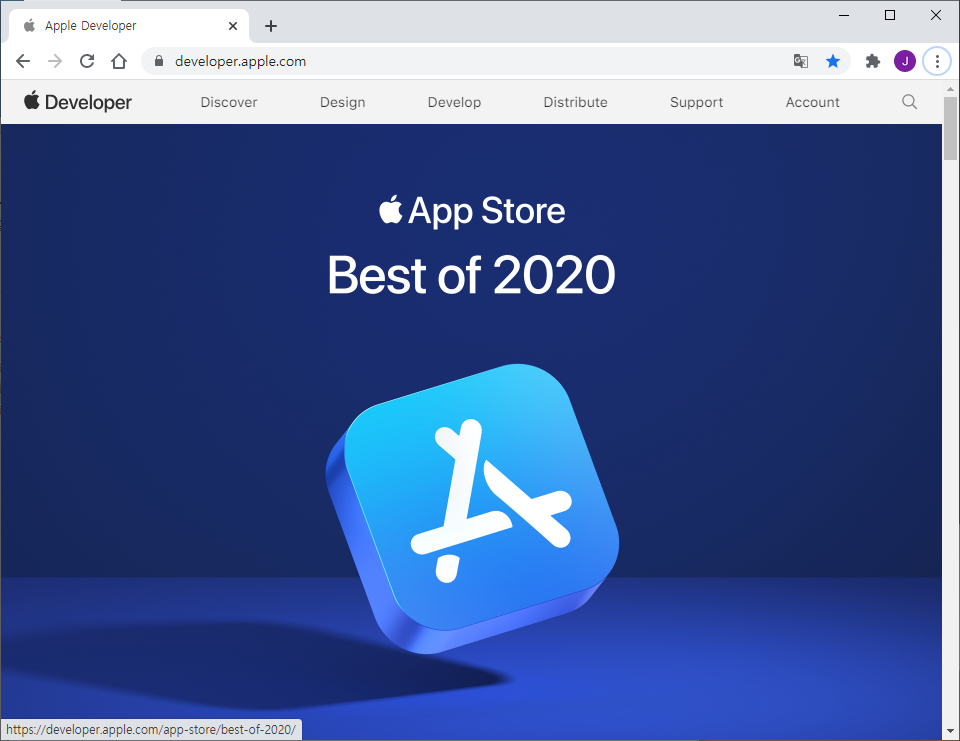 Apple Developer
developer.apple.com
J
Developer Discover Design Develop Distribute Support Account
App Store
Best of 2020
https://developer.apple.com/app-store/best-of-2020/